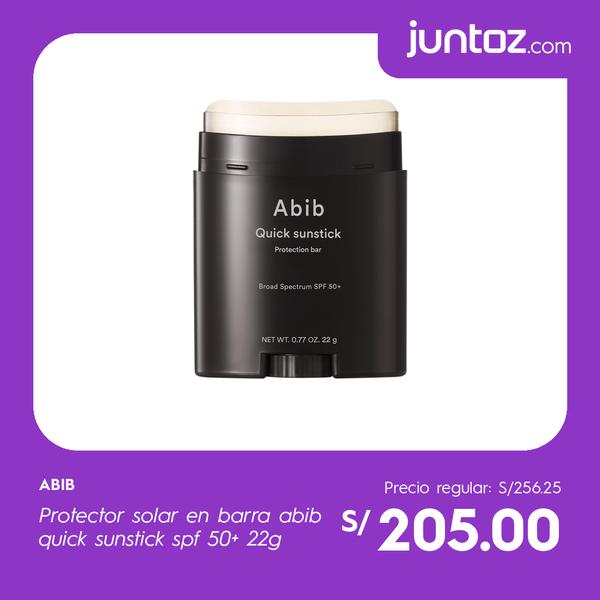 juntoz.com
Abib
Quick sunstick
Protection bar
Broad Spectrum SPF 50+
NET WT. 0.77 OZ. 22 g
ABIB
Protector solar en barra abib
quick sunstick spf 50+ 22g
Precio regular: S/256.25
S/ 205.00